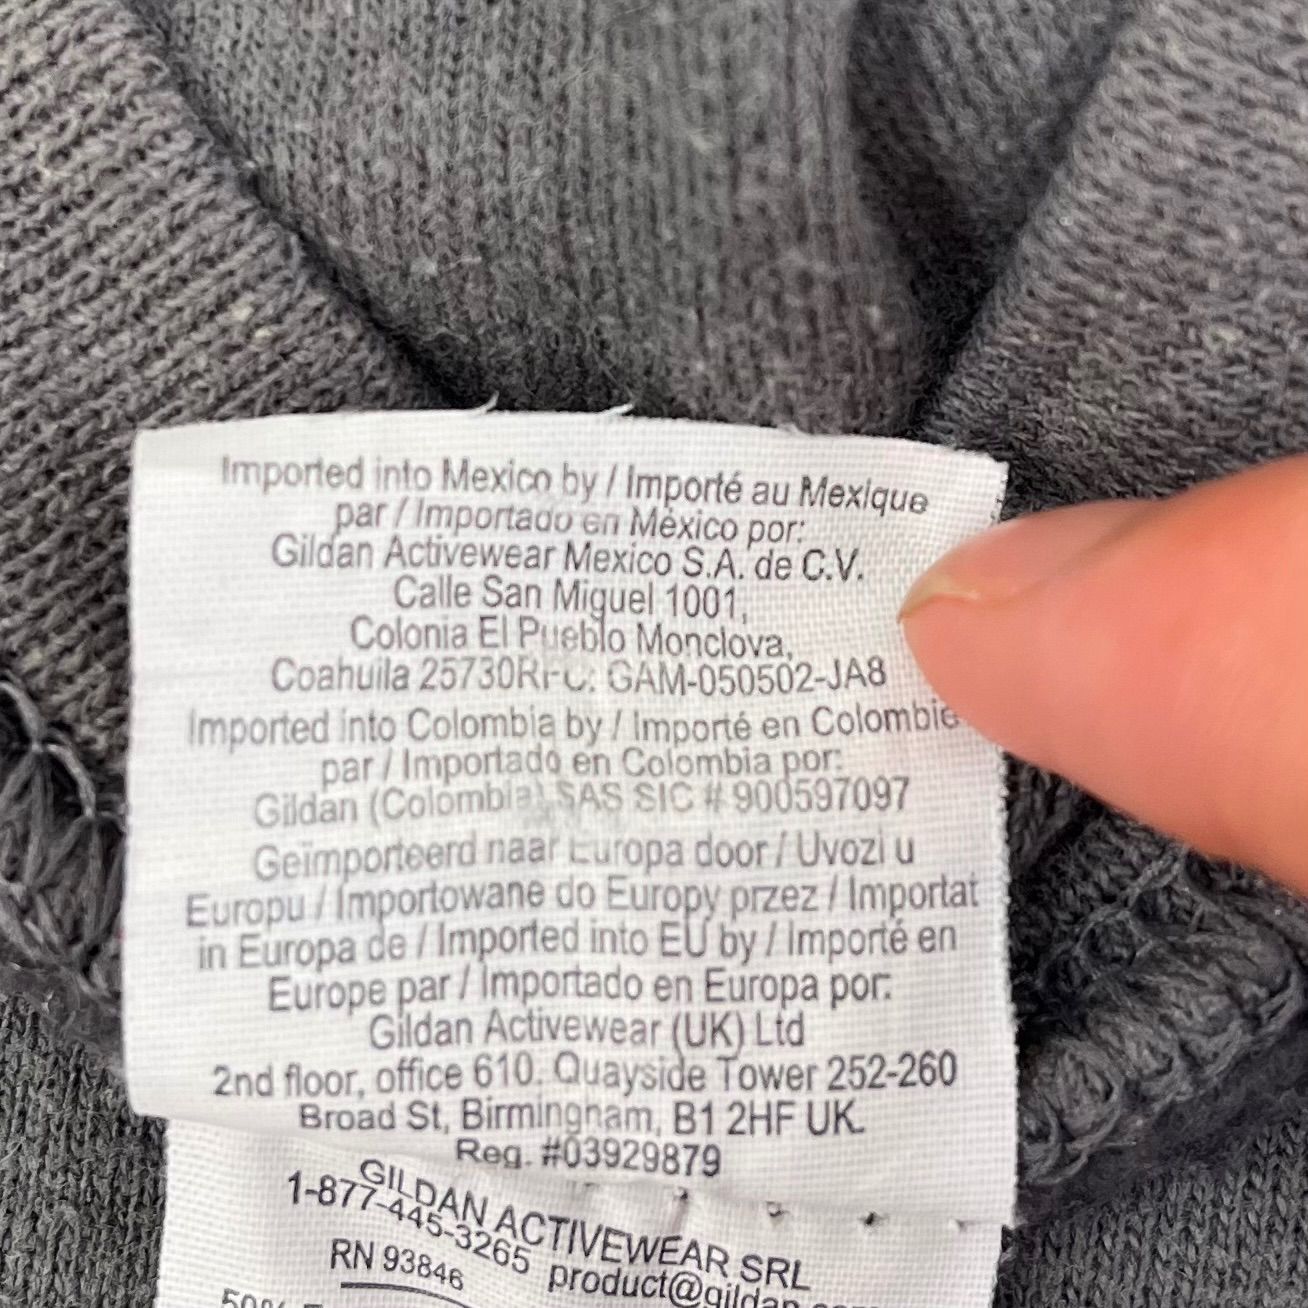 Imported into Mexico by / Importé au Mexique
par / Importado en México por:
Gildan Activewear Mexico S.A. de C.V.
Calle San Miguel 1001,
Colonia El Pueblo Monclova,
Coahuila 25730RFC: GAM-050502-JA8
Imported into Colombia by / Importé en Colombie
par / Importado en Colombia por:
Gildan (Colombia) SAS SIC # 900597097
Geïmporteerd naar Europa door / Uvozi u
Europu / Importowane do Europy przez / Importat
in Europa de / Imported into EU by / Importé en
Europe par / Importado en Europa por:
Gildan Activewear (UK) Ltd
2nd floor, office 610. Quayside Tower 252-260
Broad St, Birmingham, B1 2HF UK.
Reg. #03929879
GILDAN ACTIVEWEAR SRL
1-877-445-3265 product@gildan.com
RN 93846
50%